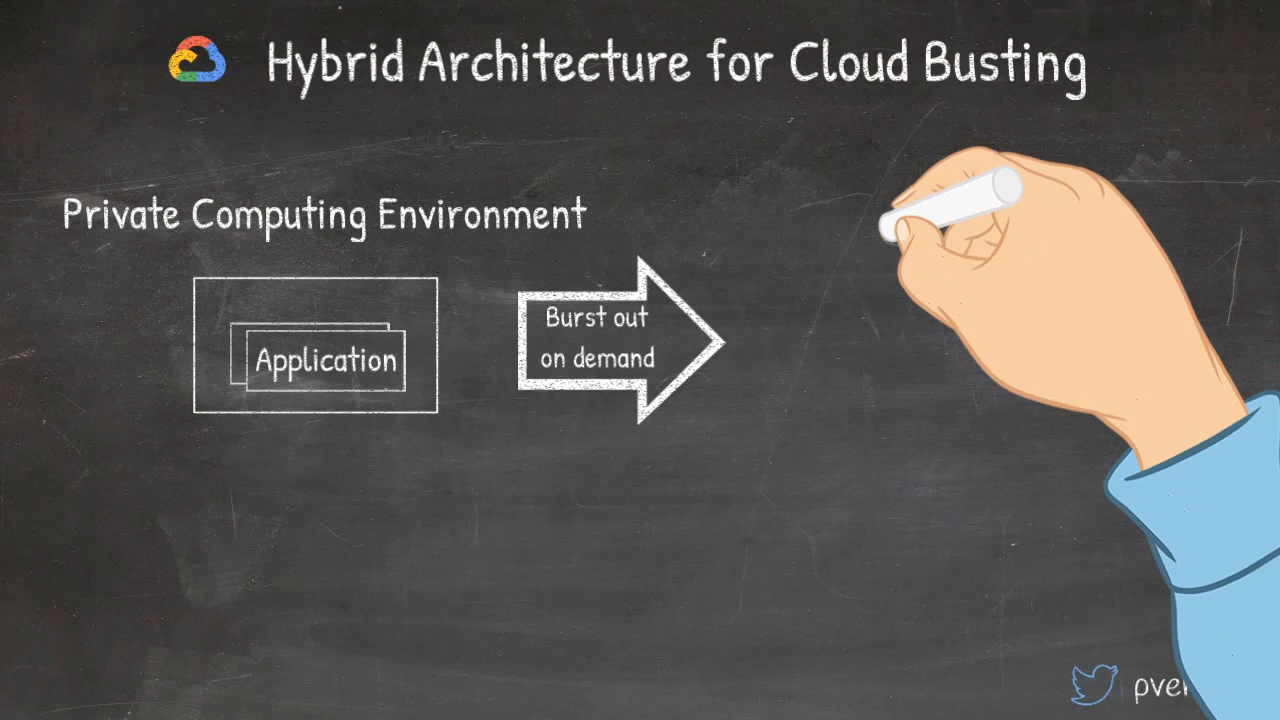 Hybrid Architecture for Cloud Busting
Private Computing Environment
Application
Burst out
on demand